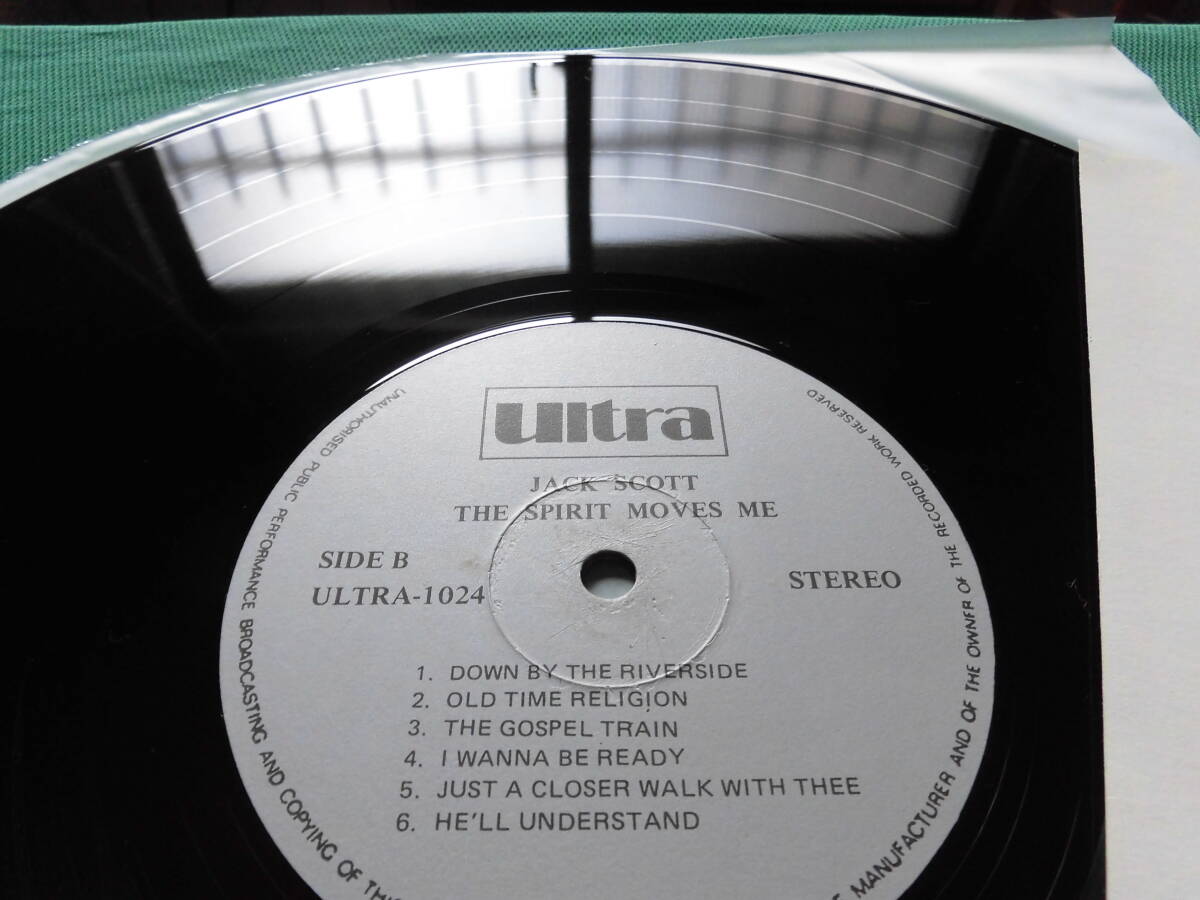 Ultra
JACK SCOTT
THE SPIRIT MOVES ME
SIDE B
ULTRA-1024
STEREO
1. DOWN BY THE RIVERSIDE
2. OLD TIME RELIGION
3. THE GOSPEL TRAIN
4. I WANNA BE READY
5. JUST A CLOSER WALK WITH THEE
6. HE'LL UNDERSTAND
UNAUTHORISED PUBLIC PERFORMANCE BROADCASTING AND COPYING OF
MANUFACTURER AND OF THE OWNER OF THE RECORDED WORK RESERVED